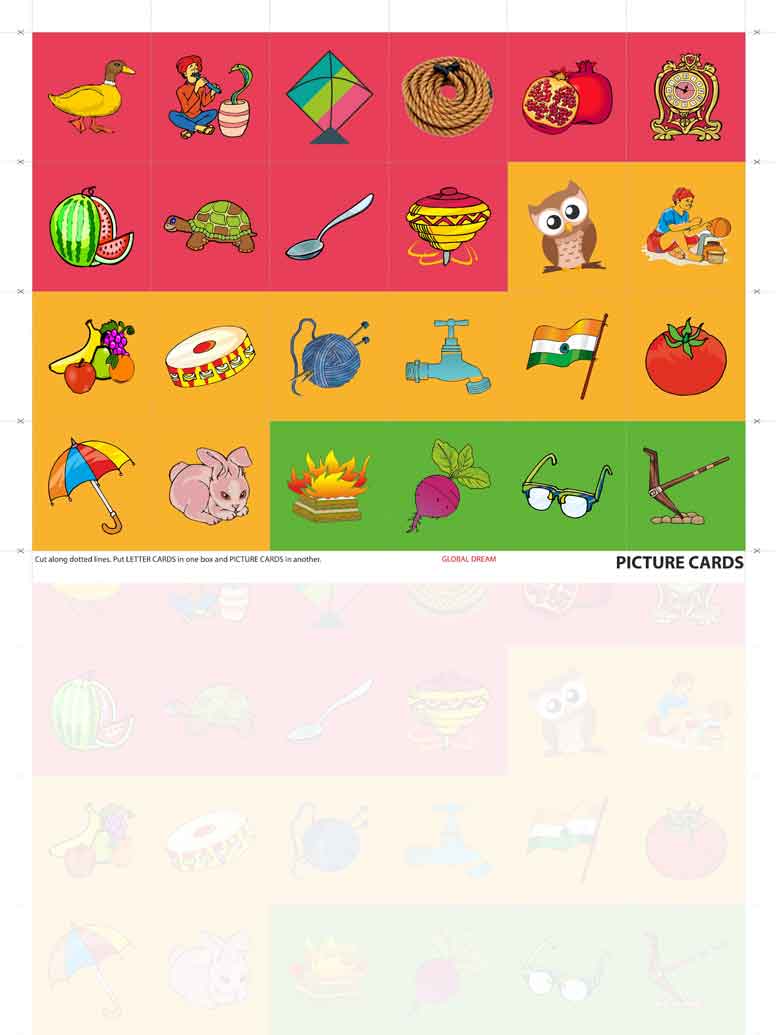 Cut along dotted lines. Put LETTER CARDS in one box and PICTURE CARDS in another.
GLOBAL DREAM
PICTURE CARDS